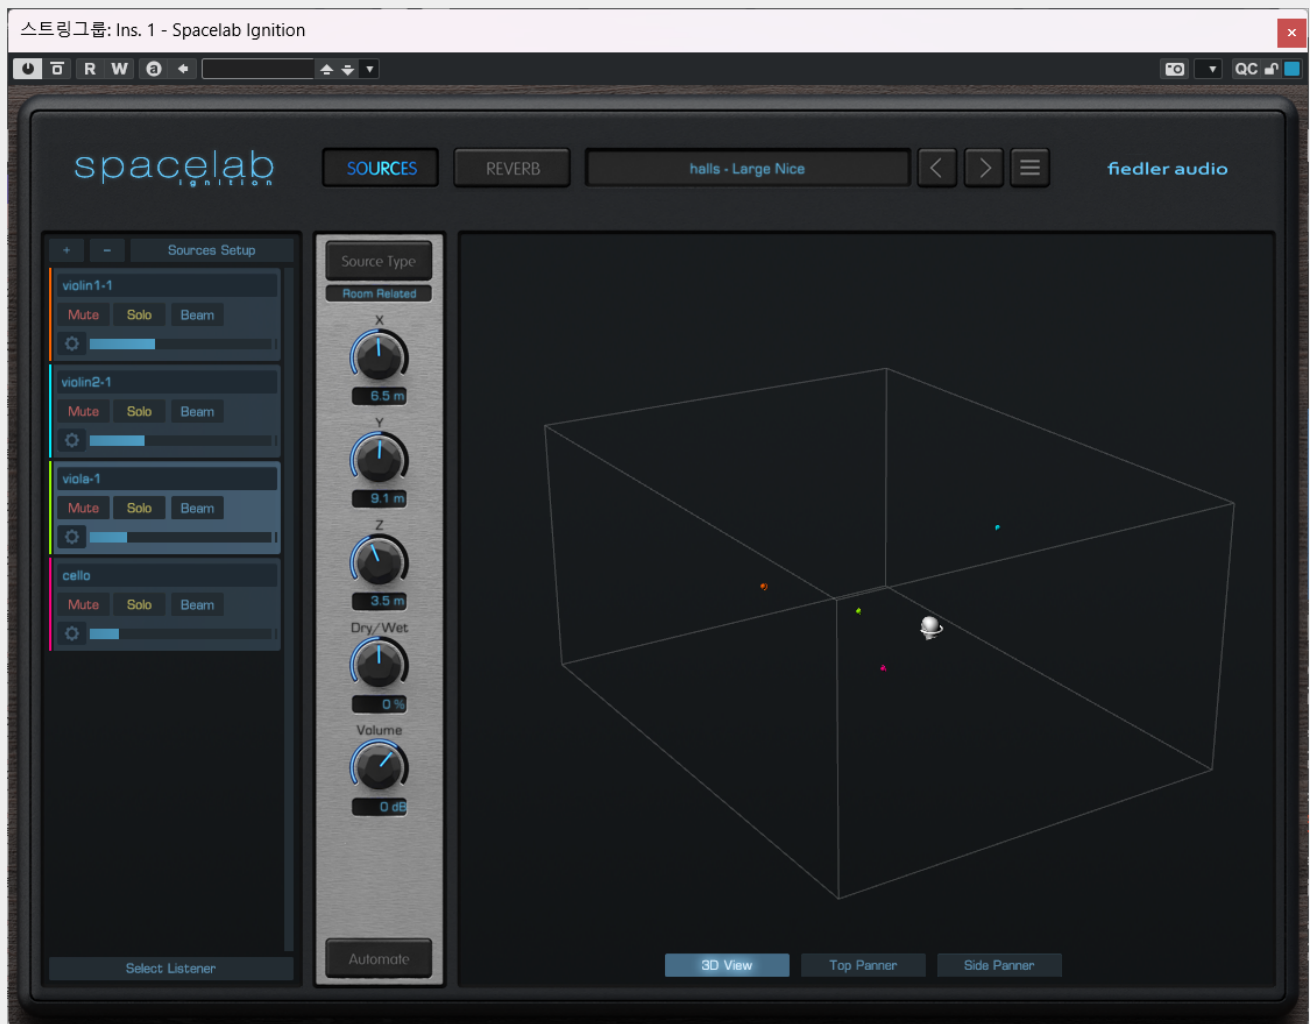 스트링그룹: Ins. 1 - Spacelab Ignition
R W a QC
spacelab
ignition
SOURCES
REVERB
halls - Large Nice
fiedler audio
+ - Sources Setup
violin1-1
Mute Solo Beam
violin2-1
Mute Solo Beam
viola-1
Mute Solo Beam
cello
Mute Solo Beam
Select Listener
Source Type
Room Related
X
6.5 m
Y
9.1 m
Z
3.5 m
Dry/Wet
0 %
Volume
0 dB
Automate
3D View
Top Panner
Side Panner